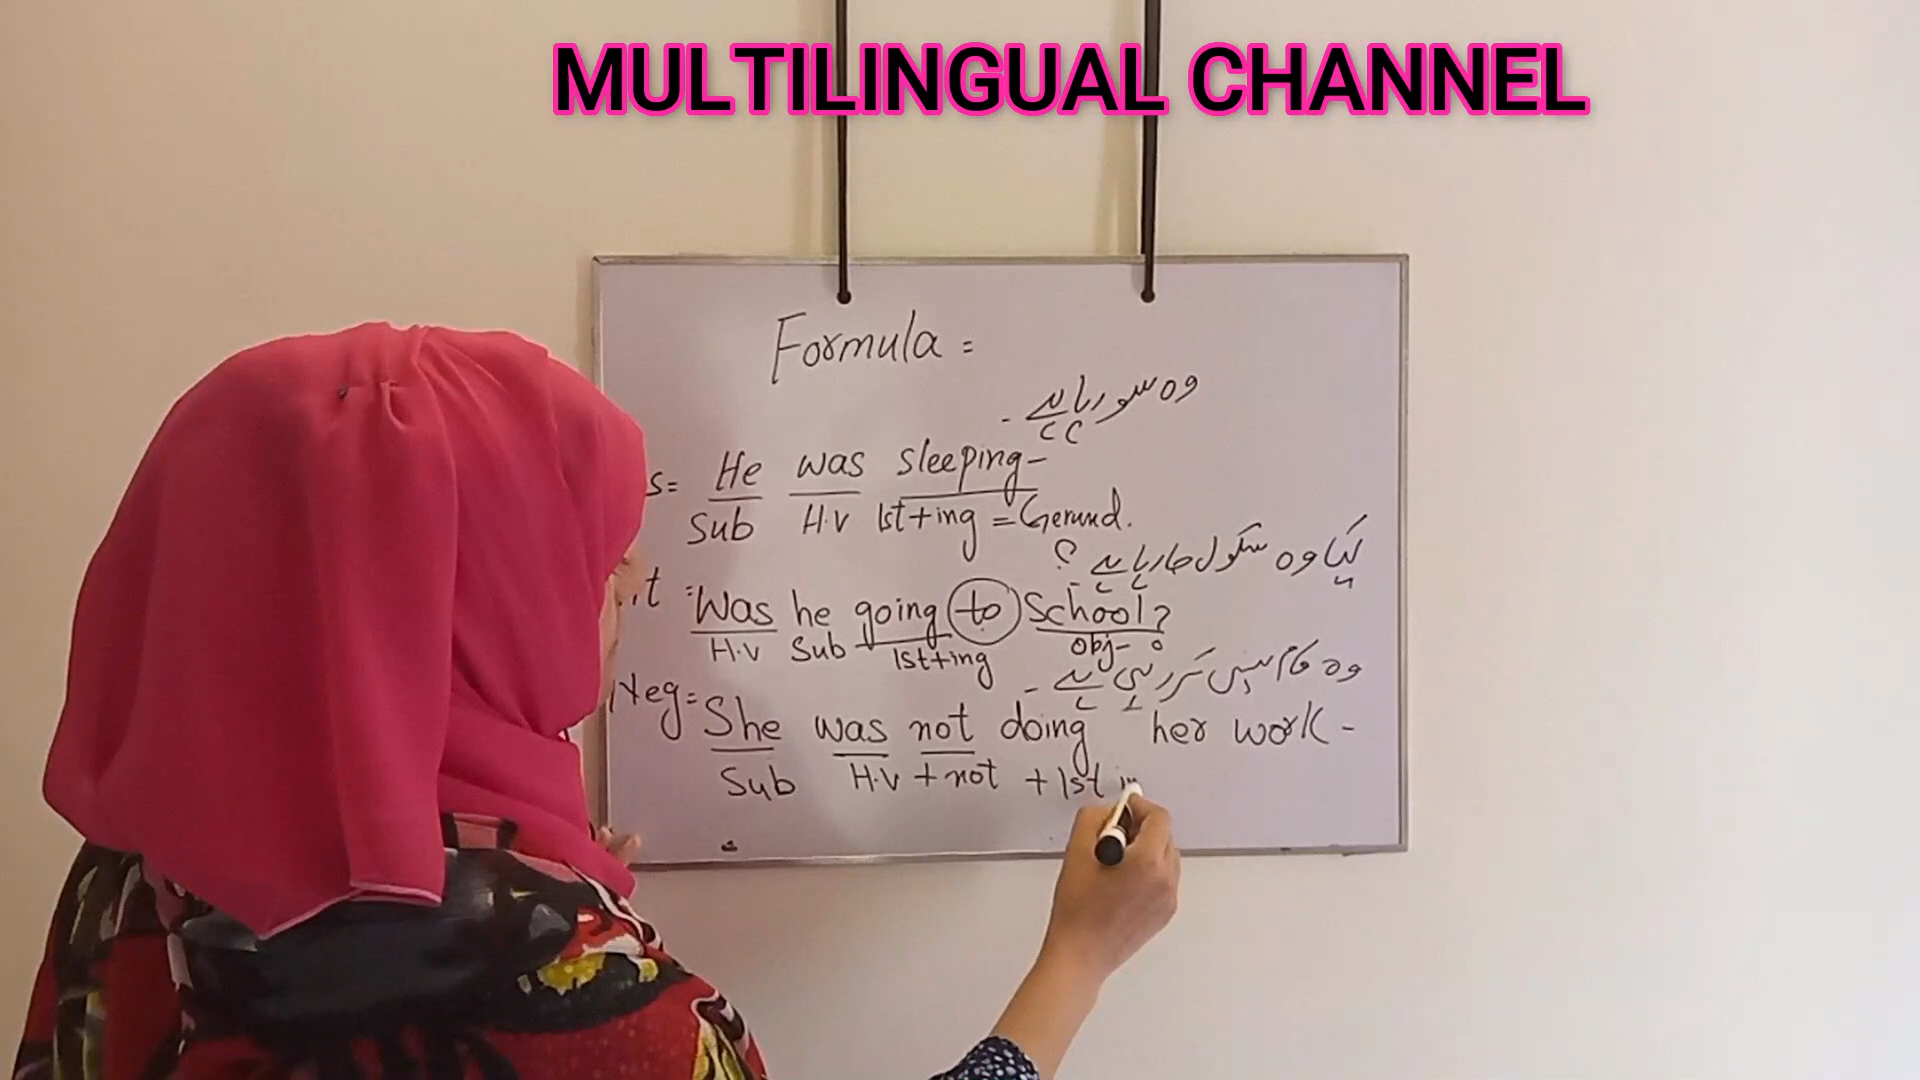 MULTILINGUAL CHANNEL
Formula =
وہ سو رہا ہے -
s= He was sleeping-
Sub H.V 1st+ing = Gerund.
کیا وہ سکول جا رہا ہے ؟
t = Was he going to School?
H.V Sub 1st+ing Obj-
وہ کام نہیں کر رہی ہے -
Neg= She was not doing her work -
Sub H.V + not + 1st in